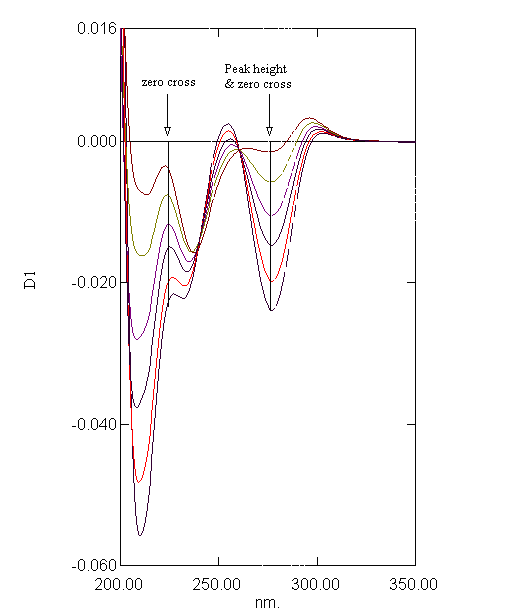 0.016
Peak height
zero cross
& zero cross
0.000
D1
-0.020
-0.040
-0.060
200.00
250.00
300.00
350.00
nm.